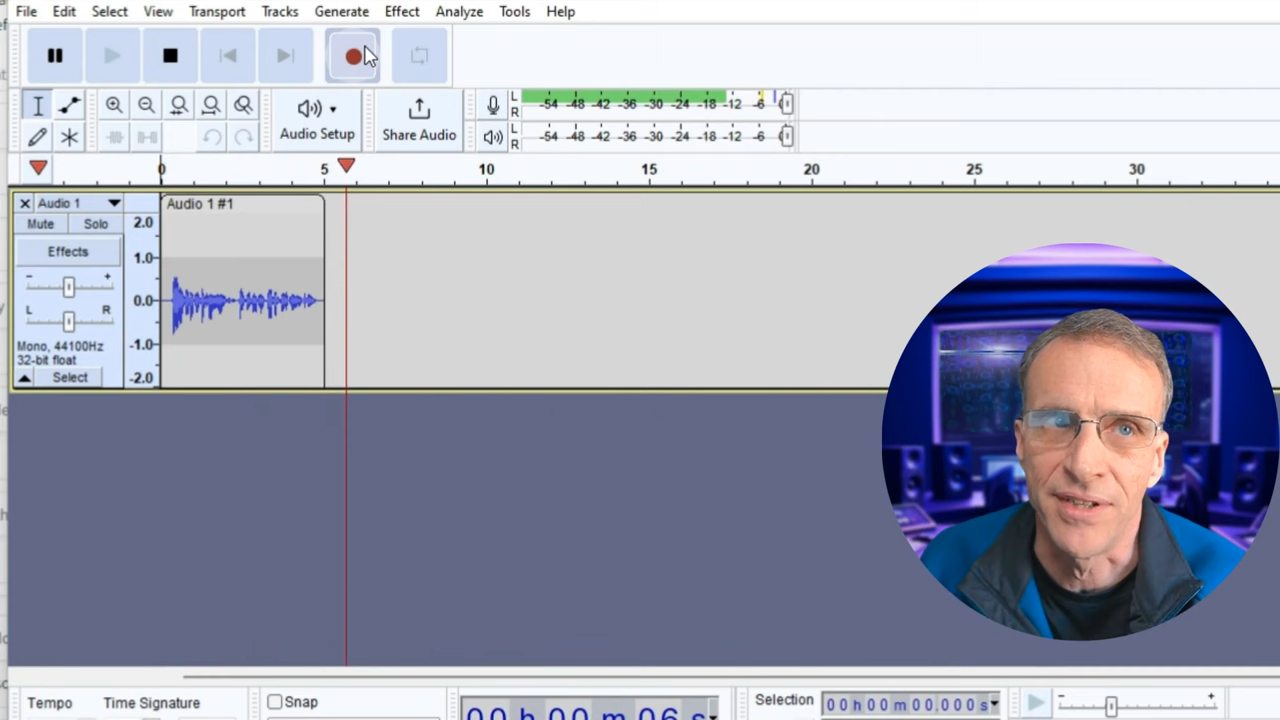 File Edit Select View Transport Tracks Generate Effect Analyze Tools Help
L
R
-54 -48 -42 -36 -30 -24 -18 -12 -6
Audio Setup
Share Audio
L
R
-54 -48 -42 -36 -30 -24 -18 -12 -6
0 5 10 15 20 25 30
Audio 1
Audio 1 #1
Mute Solo
2.0
Effects
1.0
- +
0.0
L R
Mono, 44100Hz
32-bit float
-1.0
Select
-2.0
Tempo
Time Signature
Snap
00 h 00 m 06 s
Selection
00 h 00 m 00.000 s
- +